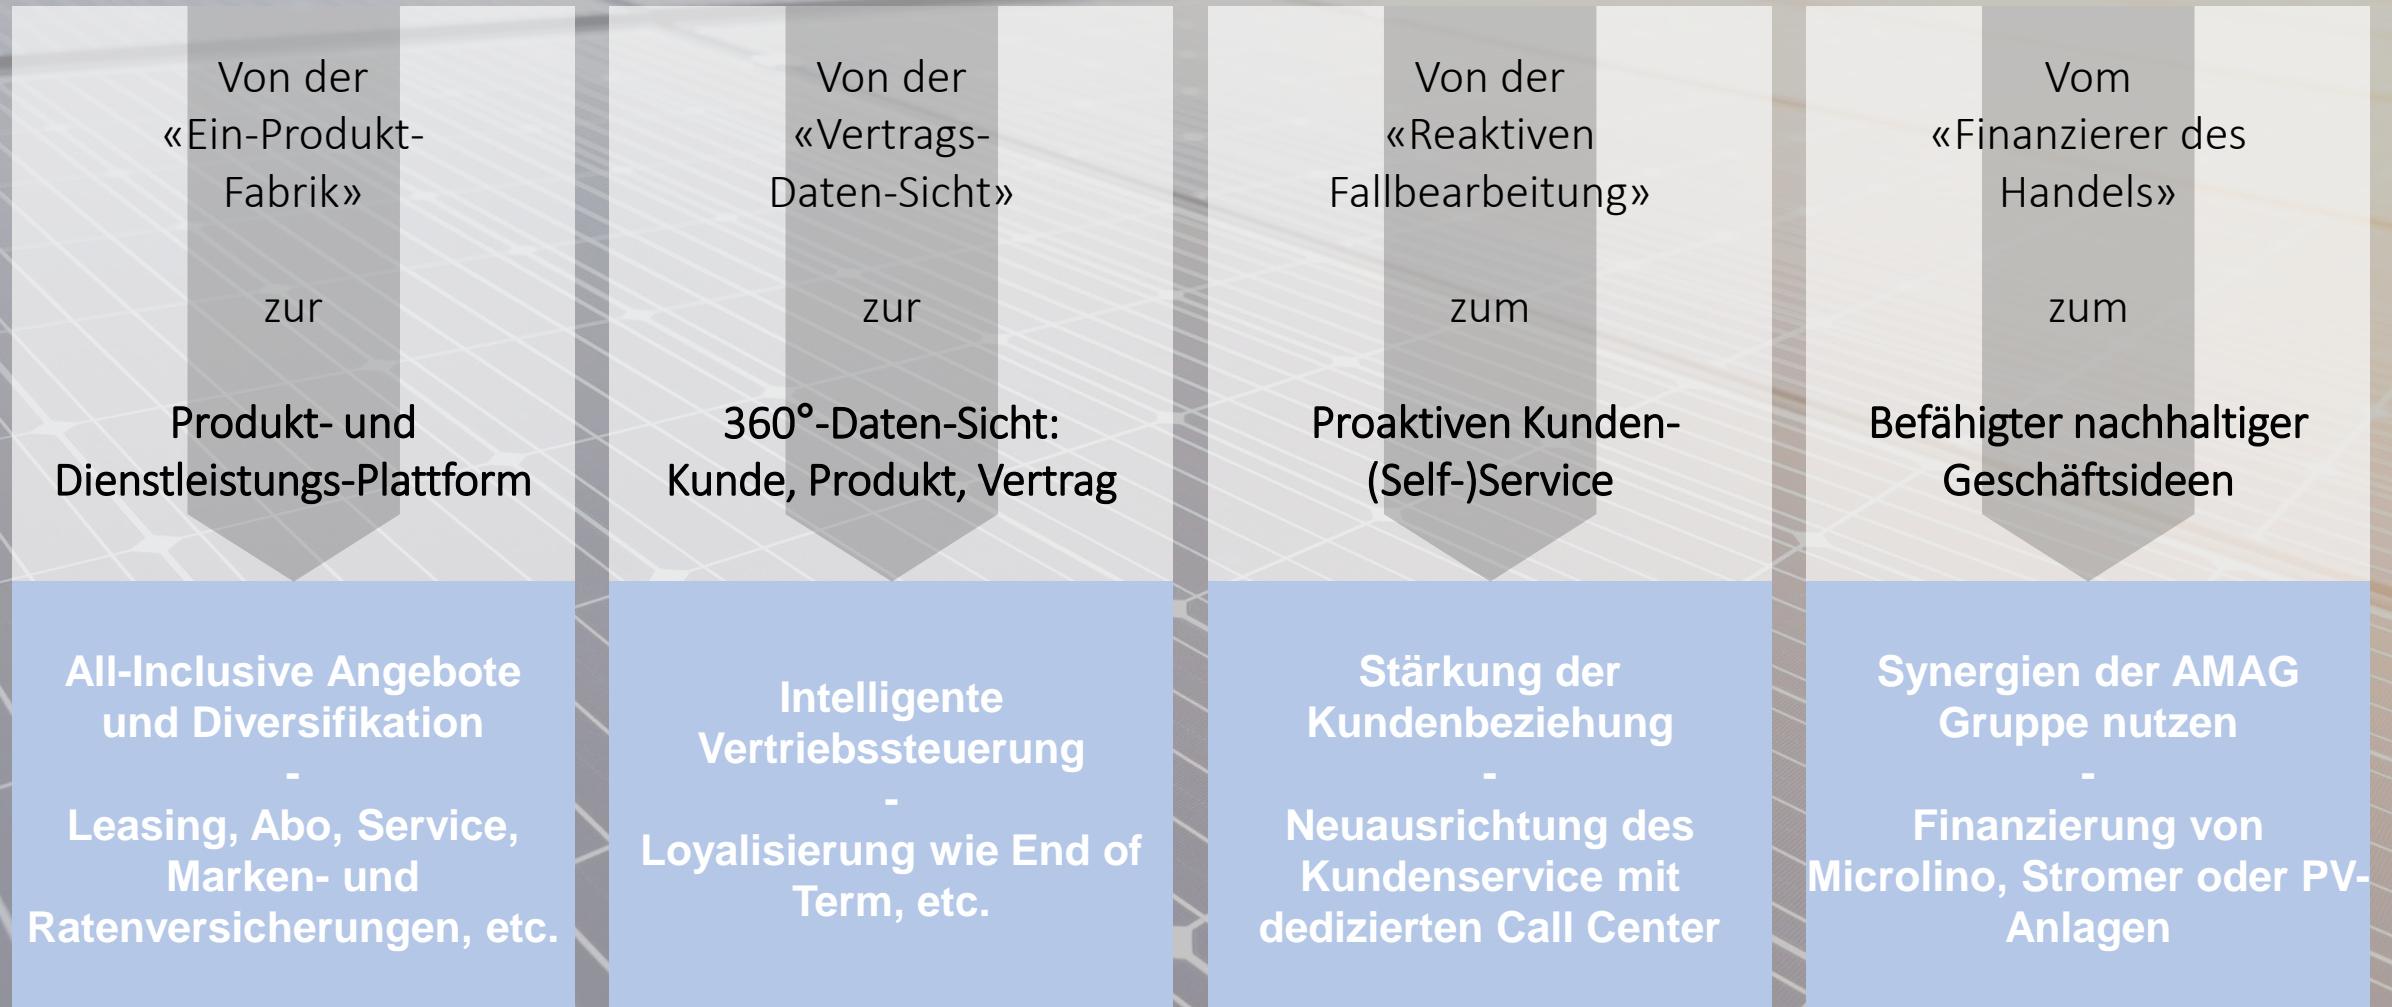 Von der
«Ein-Produkt-
Fabrik»
zur
Produkt- und
Dienstleistungs-Plattform
All-Inclusive Angebote
und Diversifikation
-
Leasing, Abo, Service,
Marken- und
Ratenversicherungen, etc.
Von der
«Vertrags-
Daten-Sicht»
zur
360°-Daten-Sicht:
Kunde, Produkt, Vertrag
Intelligente
Vertriebssteuerung
-
Loyalisierung wie End of
Term, etc.
Von der
«Reaktiven
Fallbearbeitung»
zum
Proaktiven Kunden-
(Self-)Service
Stärkung der
Kundenbeziehung
-
Neuausrichtung des
Kundenservice mit
dedizierten Call Center
Vom
«Finanzierer des
Handels»
zum
Befähigter nachhaltiger
Geschäftsideen
Synergien der AMAG
Gruppe nutzen
-
Finanzierung von
Microlino, Stromer oder PV-
Anlagen